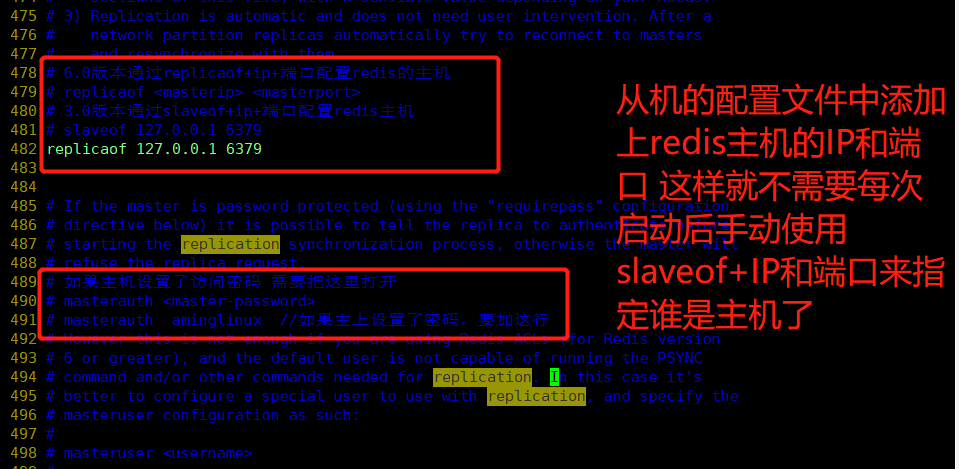 475 # 3) Replication is automatic and does not need user intervention. After a
476 #    network partition replicas automatically try to reconnect to masters
477 #    and resynchronize with them.
478 # 6.0版本通过replicaof+ip+端口配置redis的主机
479 # replicaof <masterip> <masterport>
480 # 3.0版本通过slaveof+ip+端口配置redis主机
481 # slaveof 127.0.0.1 6379
482 replicaof 127.0.0.1 6379
483
484
485 # If the master is password protected (using the "requirepass" configuration
486 # directive below) it is possible to tell the replica to authenticate
487 # starting the replication synchronization process, otherwise the master will
488 # refuse the replica request.
489 # 如果主机设置了访问密码 需要把这里打开
490 # masterauth <master-password>
491 # masterauth aminglinux //如果主上设置了密码. 要加这行
492 # However this is not enough if you are using Redis ACLs (for Redis version
493 # 6 or greater), and the default user is not capable of running the PSYNC
494 # command and/or other commands needed for replication. In this case it's
495 # better to configure a special user to use with replication, and specify the
496 # masteruser configuration as such:
497 #
498 # masteruser <username>
从机的配置文件中添加
上redis主机的IP和端
口 这样就不需要每次
启动后手动使用
slaveof+IP和端口来指
定谁是主机了